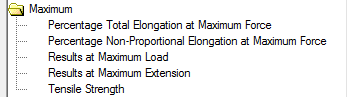 Maximum
Percentage Total Elongation at Maximum Force
Percentage Non-Proportional Elongation at Maximum Force
Results at Maximum Load
Results at Maximum Extension
Tensile Strength